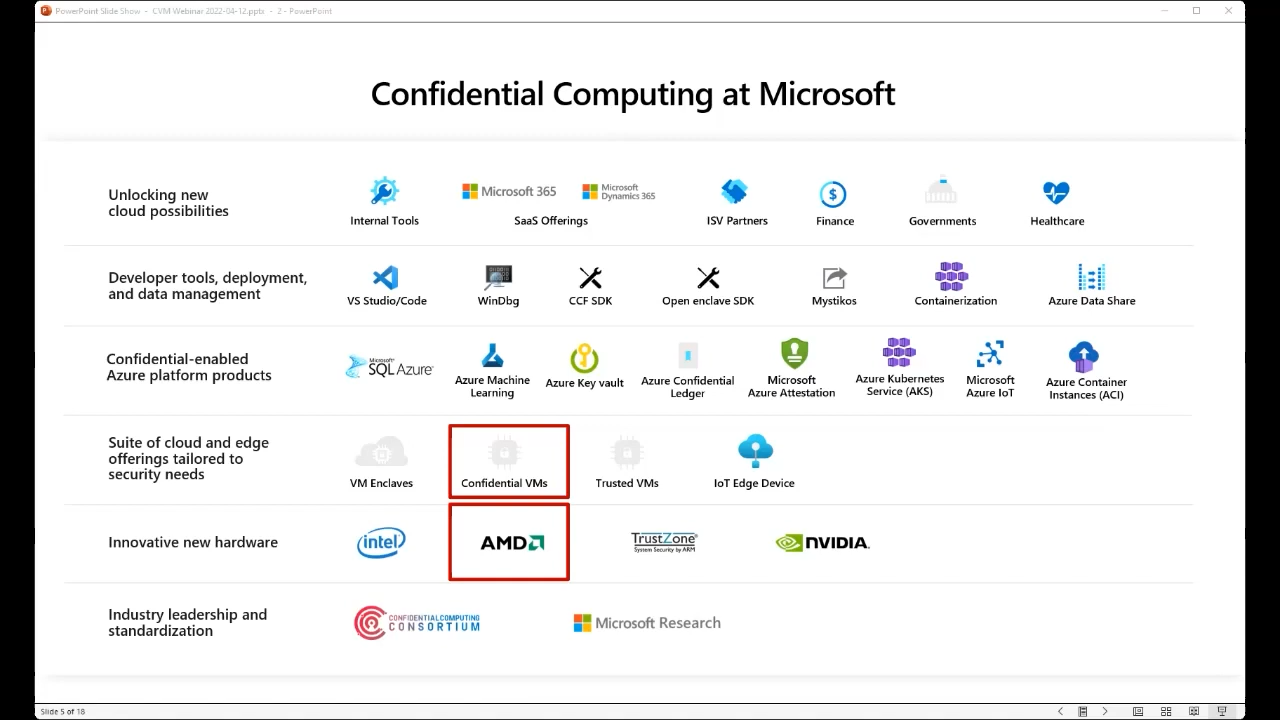 PowerPoint Slide Show - CVM Webinar 2022-04-12.pptx - 2 - PowerPoint
Confidential Computing at Microsoft
Unlocking new
cloud possibilities
Internal Tools
Microsoft 365
Microsoft
Dynamics 365
SaaS Offerings
ISV Partners
Finance
Governments
Healthcare
Developer tools, deployment,
and data management
VS Studio/Code
WinDbg
CCF SDK
Open enclave SDK
Mystikos
Containerization
Azure Data Share
Confidential-enabled
Azure platform products
Microsoft
SQL Azure
Azure Machine
Learning
Azure Key vault
Azure Confidential
Ledger
Microsoft
Azure Attestation
Azure Kubernetes
Service (AKS)
Microsoft
Azure IoT
Azure Container
Instances (ACI)
Suite of cloud and edge
offerings tailored to
security needs
VM Enclaves
Confidential VMs
Trusted VMs
IoT Edge Device
Innovative new hardware
intel
AMD
TrustZone
System Security by ARM
NVIDIA.
Industry leadership and
standardization
CONFIDENTIAL COMPUTING
CONSORTIUM
Microsoft Research
Slide 5 of 18